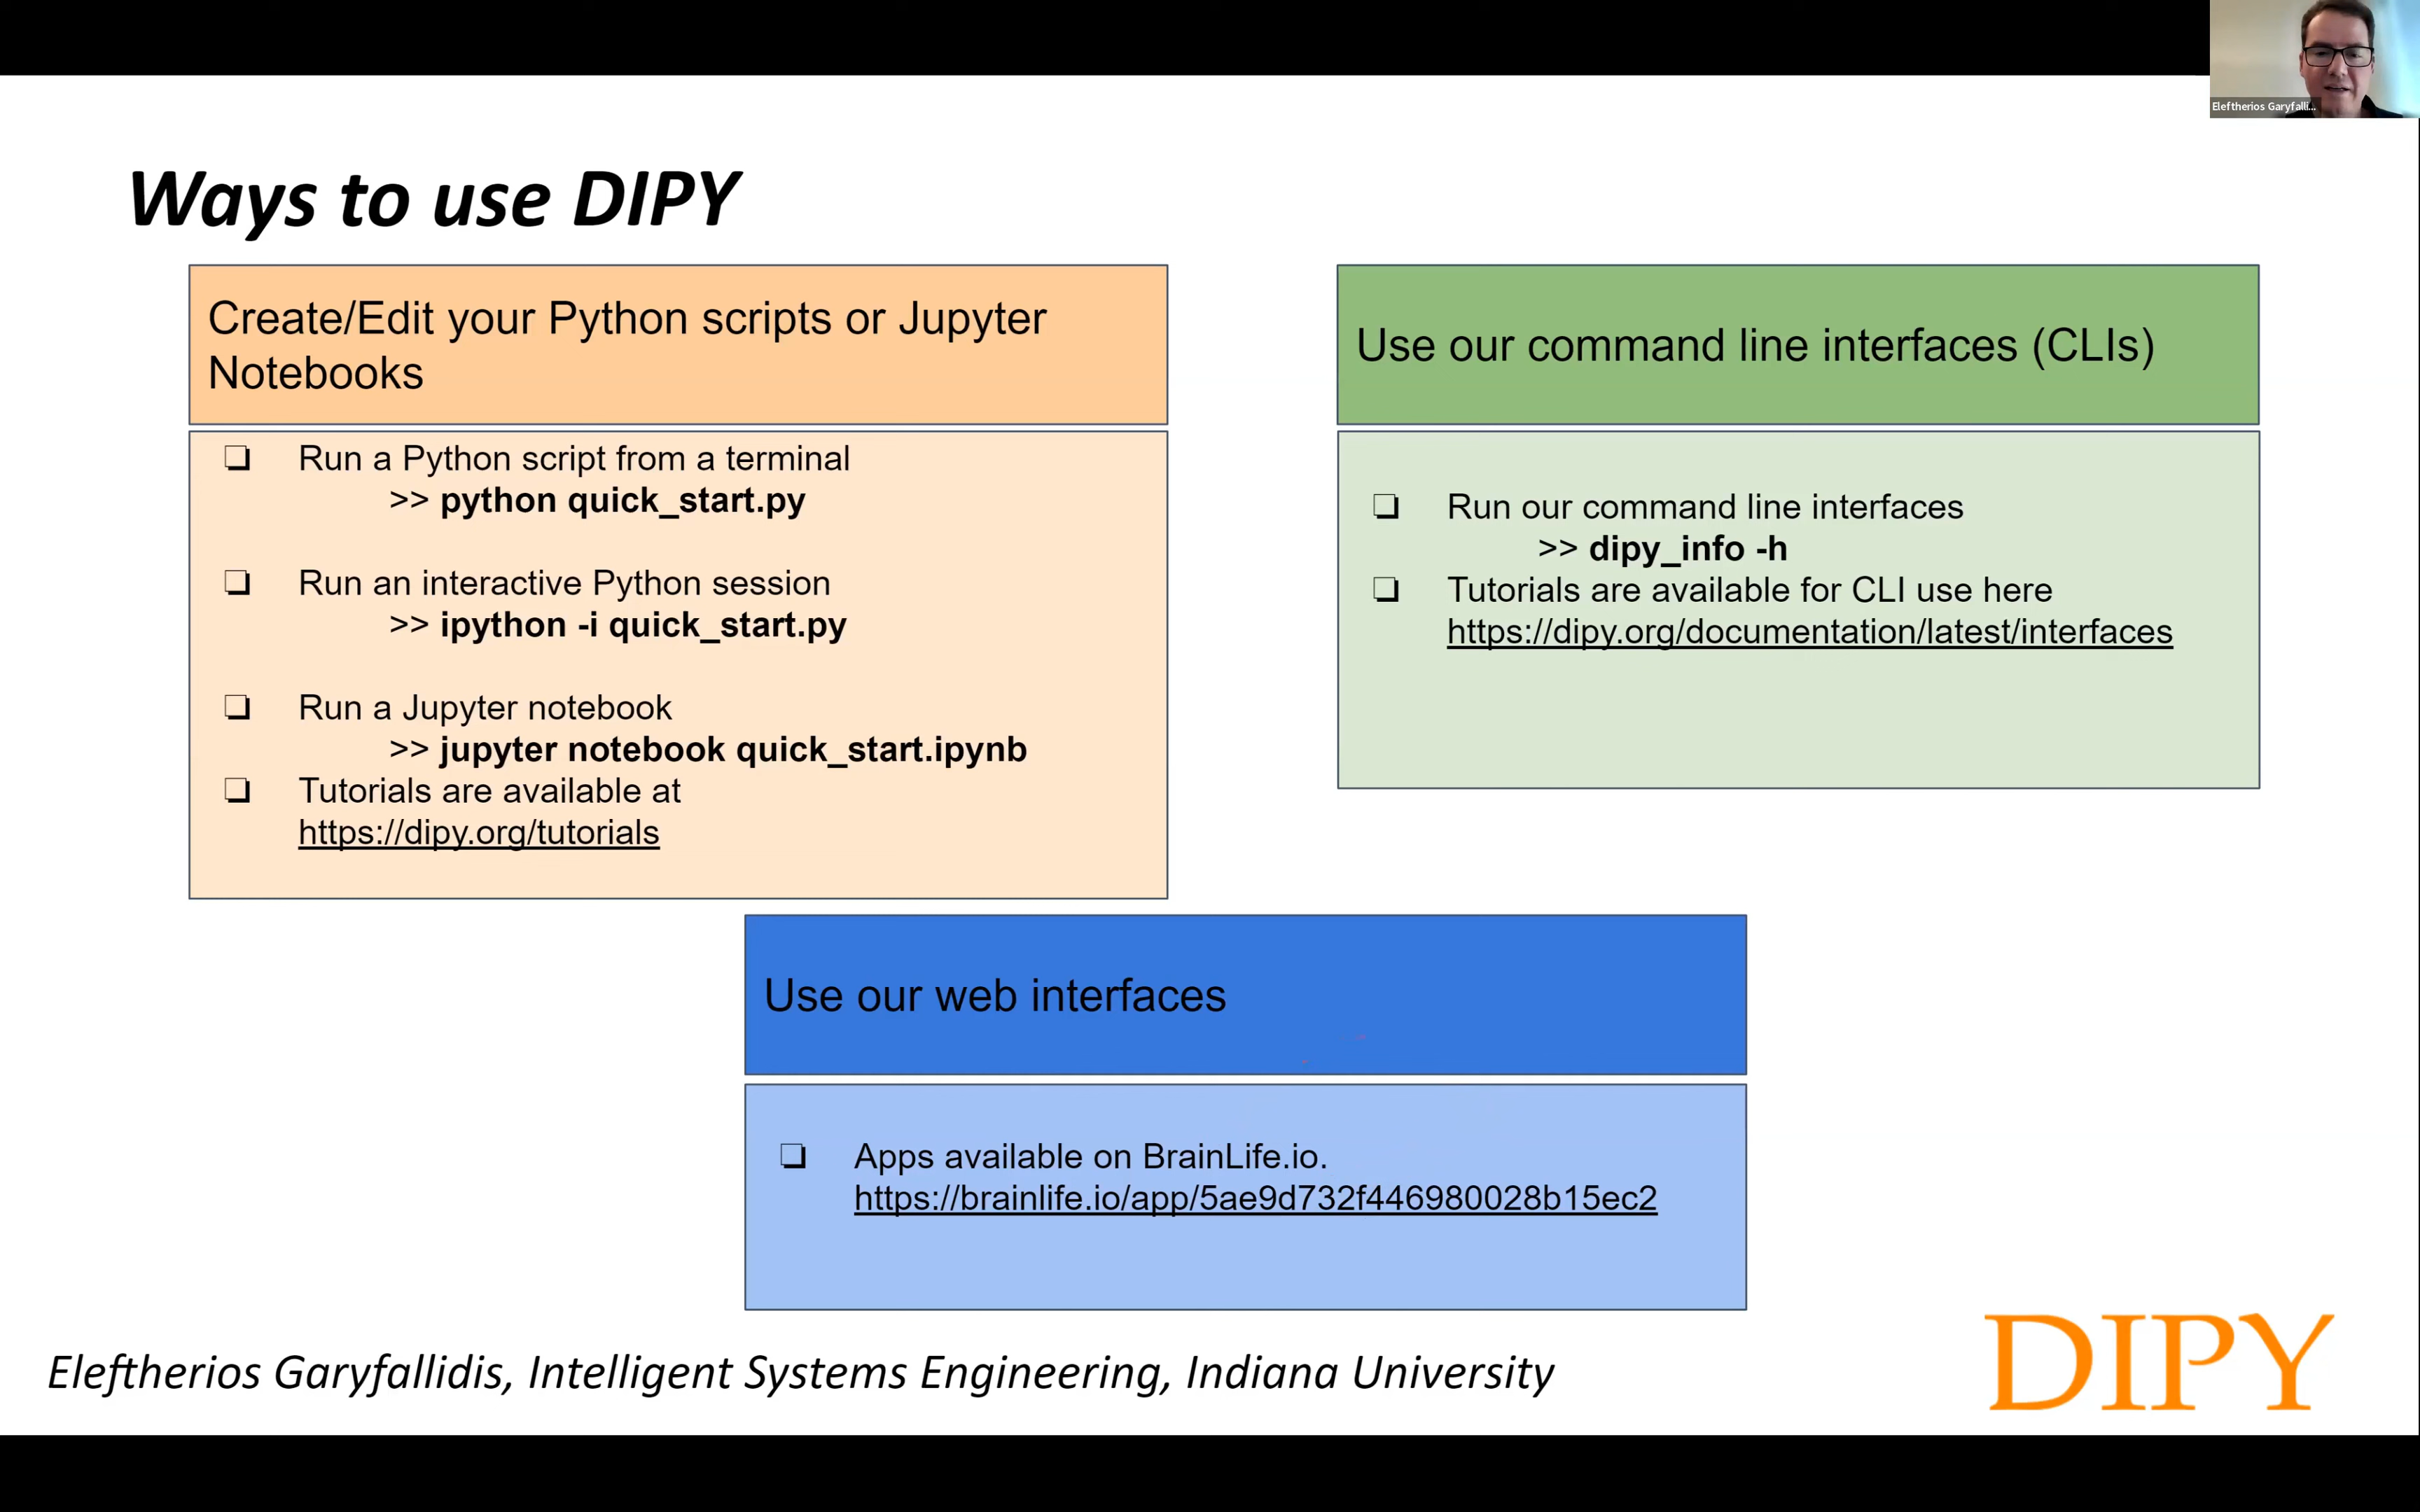 Eleftherios Garyfalli...
Ways to use DIPY
Create/Edit your Python scripts or Jupyter
Notebooks
❏ Run a Python script from a terminal
>> python quick_start.py
❏ Run an interactive Python session
>> ipython -i quick_start.py
❏ Run a Jupyter notebook
>> jupyter notebook quick_start.ipynb
❏ Tutorials are available at
https://dipy.org/tutorials
Use our command line interfaces (CLIs)
❏ Run our command line interfaces
>> dipy_info -h
❏ Tutorials are available for CLI use here
https://dipy.org/documentation/latest/interfaces
Use our web interfaces
❏ Apps available on BrainLife.io.
https://brainlife.io/app/5ae9d732f446980028b15ec2
Eleftherios Garyfallidis, Intelligent Systems Engineering, Indiana University
DIPY